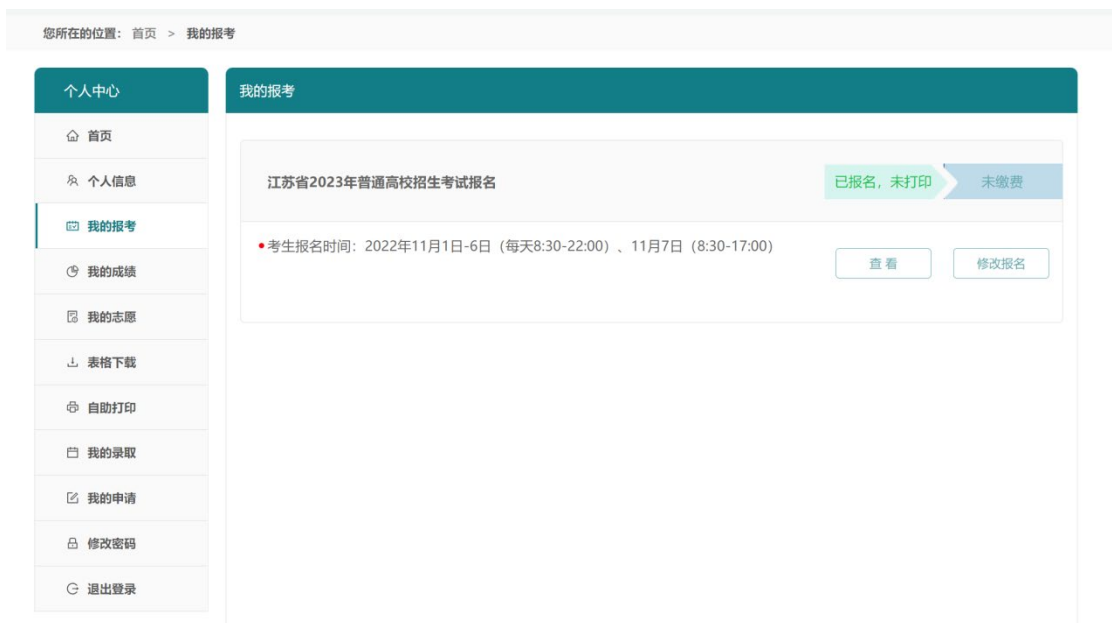 您所在的位置： 首页 > 我的报考
个人中心
首页
个人信息
我的报考
我的成绩
我的志愿
表格下载
自助打印
我的录取
我的申请
修改密码
退出登录
我的报考
江苏省2023年普通高校招生考试报名
已报名，未打印
未缴费
•考生报名时间：2022年11月1日-6日（每天8:30-22:00）、11月7日（8:30-17:00）
查 看
修改报名